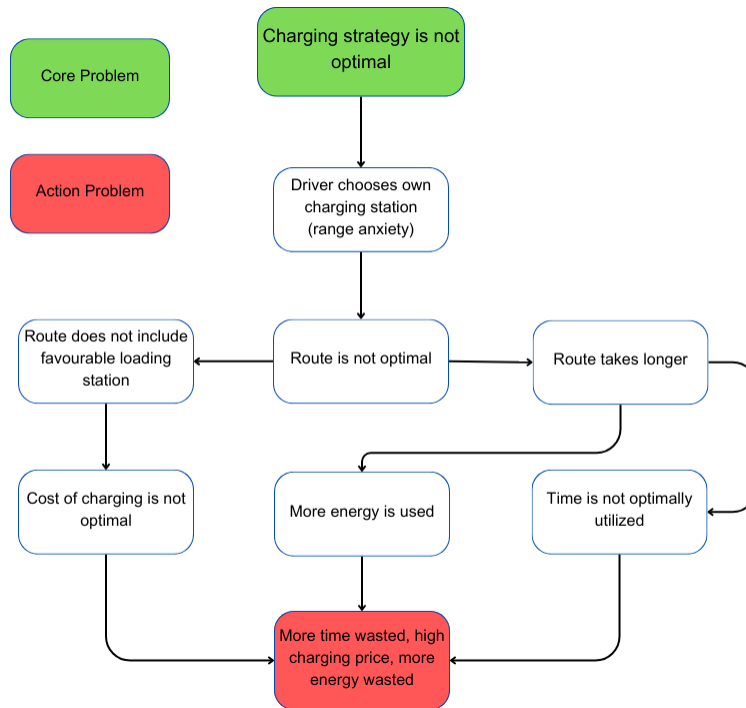 Charging strategy is not
optimal
Core Problem
Action Problem
Driver chooses own
charging station
(range anxiety)
Route does not include
favourable loading
station
Route is not optimal
Route takes longer
Cost of charging is not
optimal
More energy is used
Time is not optimally
utilized
More time wasted, high
charging price, more
energy wasted